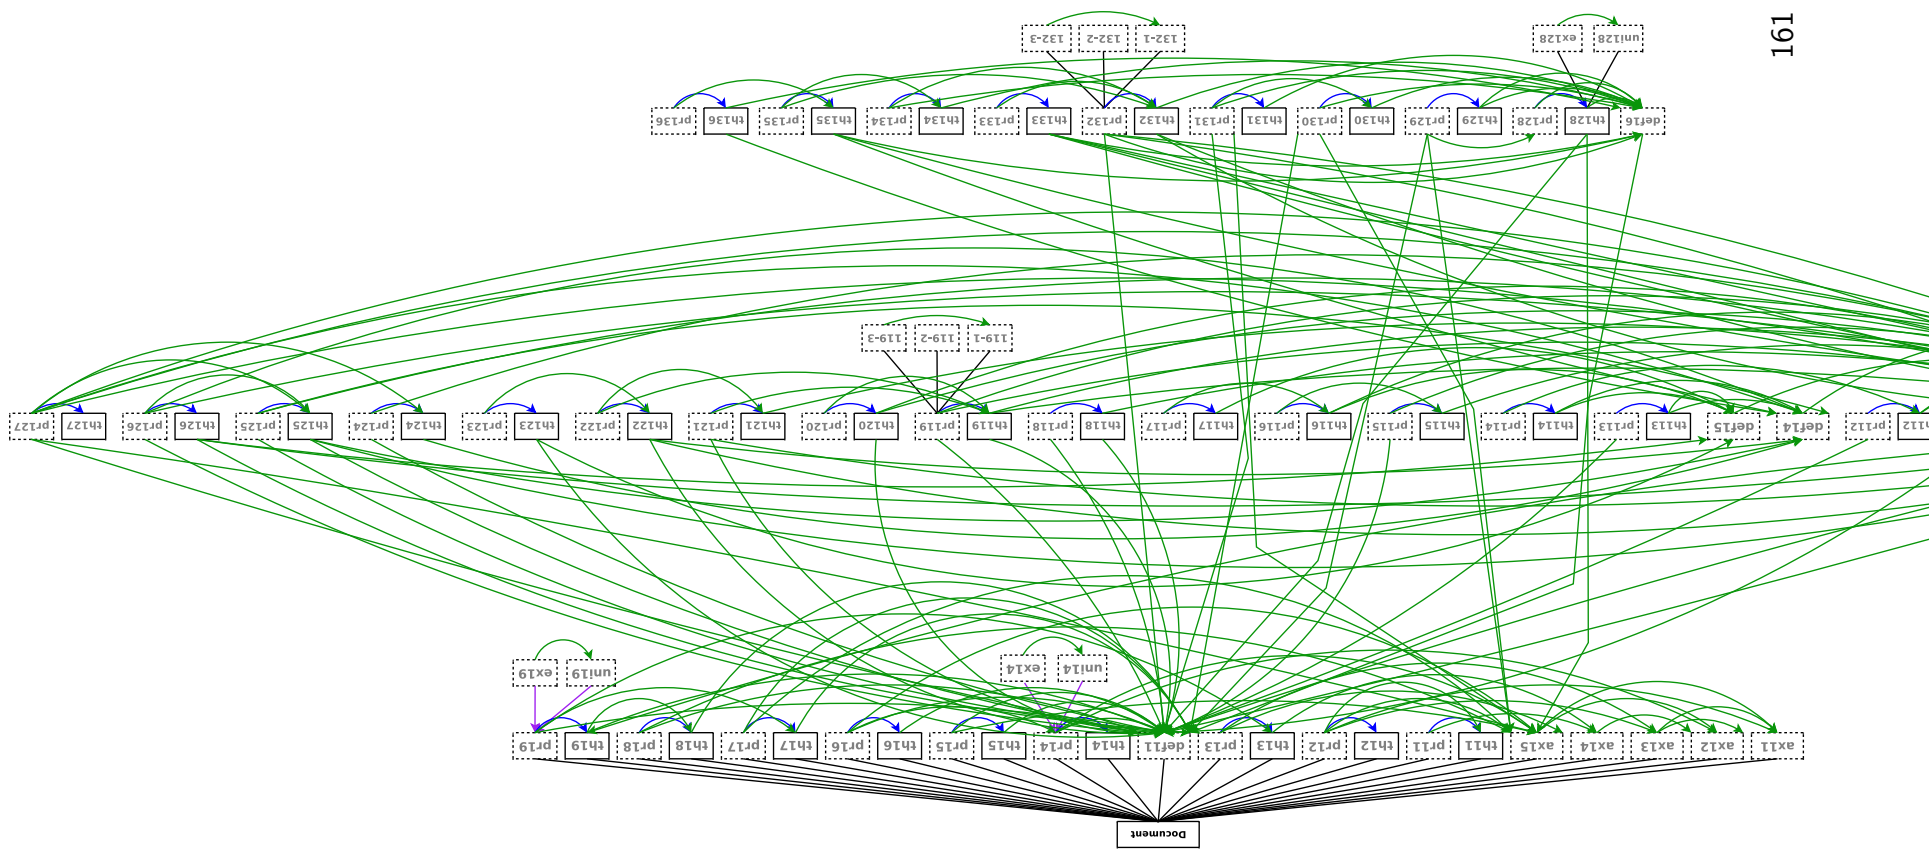 Document
ax11 ax12 ax13 ax14 ax15 th11 pr11 th12 pr12 th13 pr13 def11 th14 pr14 th15 pr15 th16 pr16 th17 pr17 th18 pr18 th19 pr19
uni14 ex14 uni19 ex19
h112 pr112 def14 def15 th113 pr113 th114 pr114 th115 pr115 th116 pr116 th117 pr117 th118 pr118 th119 pr119 th120 pr120 th121 pr121 th122 pr122 th123 pr123 th124 pr124 th125 pr125 th126 pr126 th127 pr127
119-1 119-2 119-3
def16 th128 pr128 th129 pr129 th130 pr130 th131 pr131 th132 pr132 th133 pr133 th134 pr134 th135 pr135 th136 pr136
uni128 ex128 132-1 132-2 132-3
161